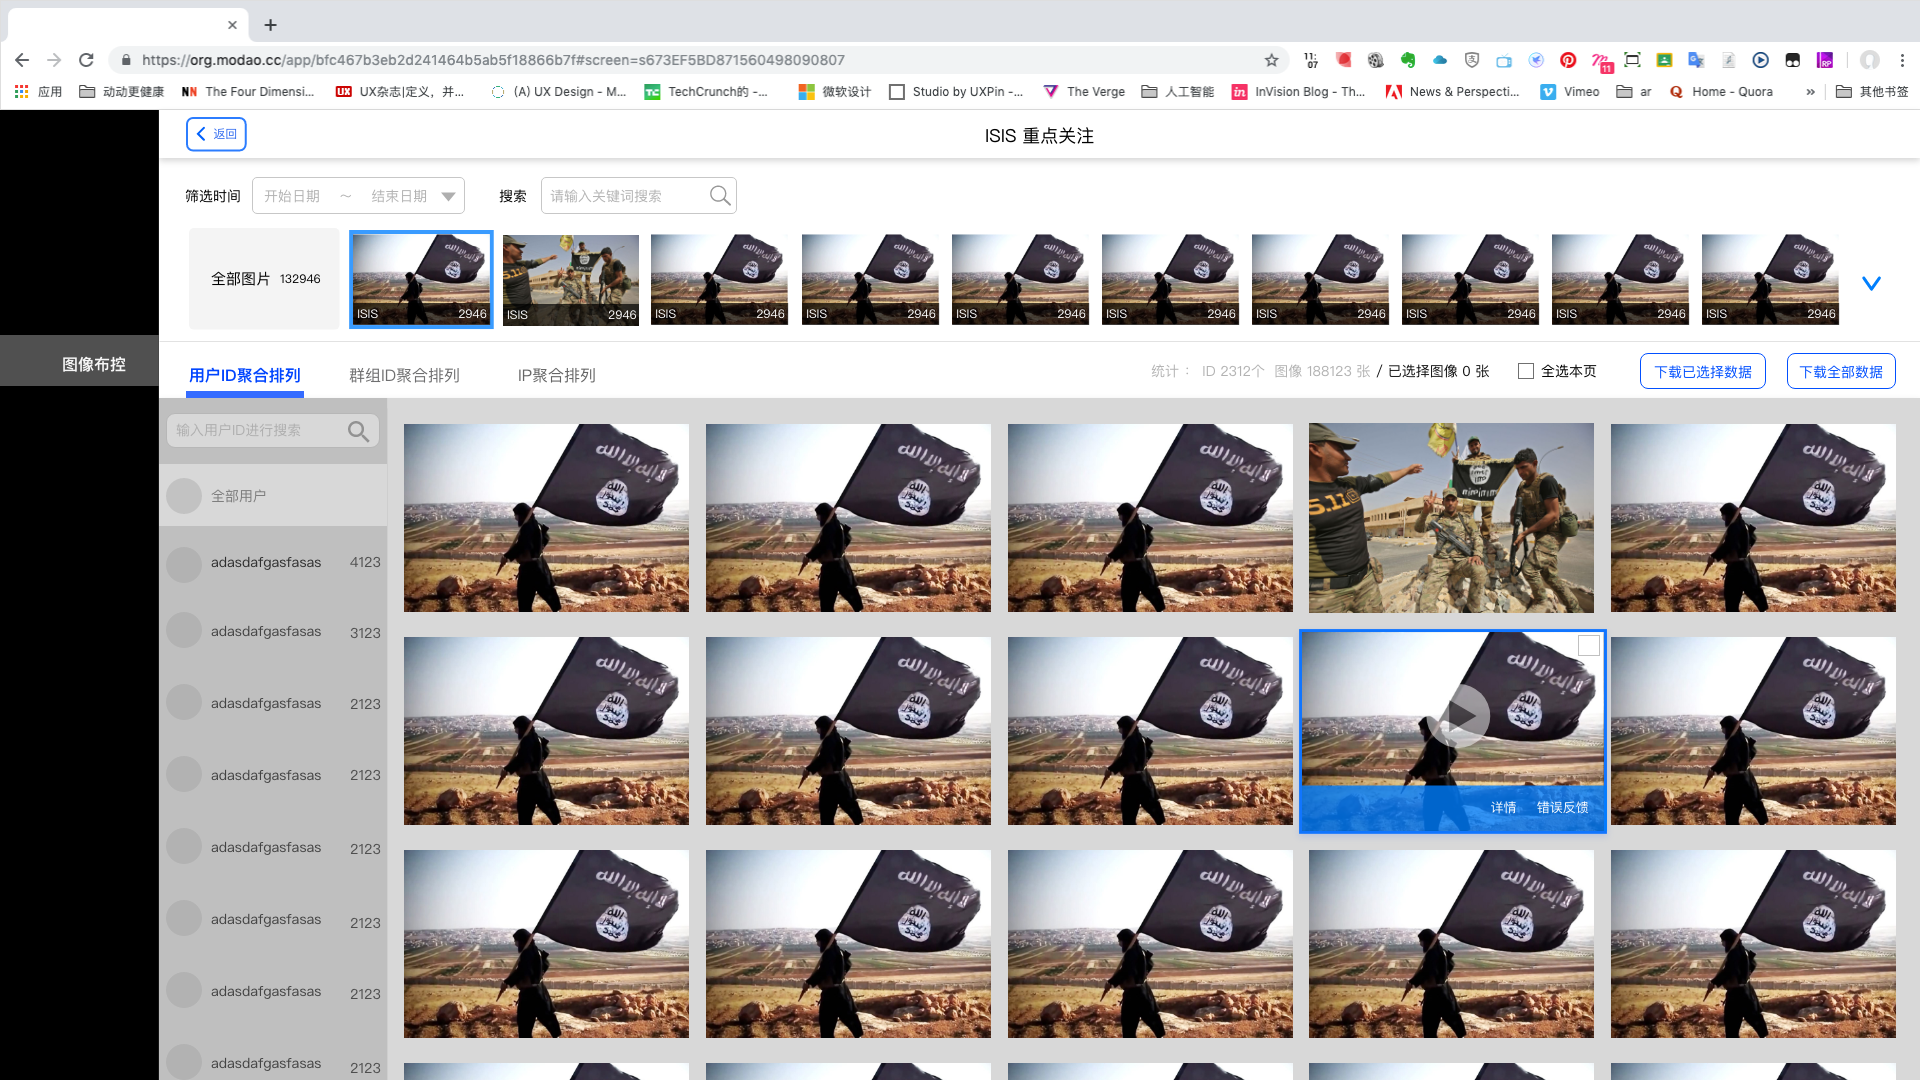 https://org.modao.cc/app/bfc467b3eb2d241464b5ab5f18866b7f#screen=s673EF5BD871560498090807
11:07
11
应用
动动更健康
NN The Four Dimensi...
UX UX杂志|定义，并...
(A) UX Design - M...
TechCrunch的 -...
微软设计
Studio by UXPin -...
The Verge
人工智能
in InVision Blog - Th...
News & Perspecti...
Vimeo
ar
Home - Quora
»
其他书签
返回
ISIS 重点关注
筛选时间 开始日期 ~ 结束日期
搜索 请输入关键词搜索
全部图片 132946
ISIS 2946
ISIS 2946
ISIS 2946
ISIS 2946
ISIS 2946
ISIS 2946
ISIS 2946
ISIS 2946
ISIS 2946
ISIS 2946
图像布控
用户ID聚合排列
群组ID聚合排列
IP聚合排列
统计： ID 2312个 图像 188123 张 / 已选择图像 0 张
全选本页
下载已选择数据
下载全部数据
输入用户ID进行搜索
全部用户
adasdafgasfasas 4123
adasdafgasfasas 3123
adasdafgasfasas 2123
adasdafgasfasas 2123
adasdafgasfasas 2123
adasdafgasfasas 2123
adasdafgasfasas 2123
adasdafgasfasas 2123
5.11
详情 错误反馈